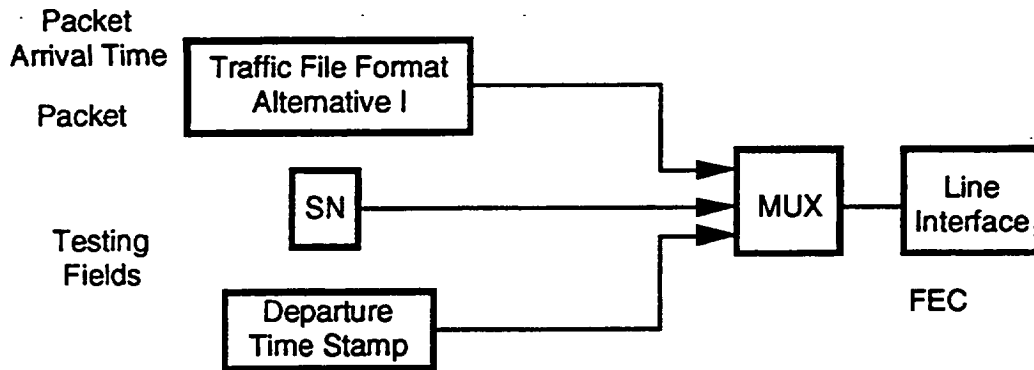 Packet
Arrival Time
Packet
Traffic File Format
Alternative I
SN
Testing
Fields
Departure
Time Stamp
MUX
Line
Interface
FEC